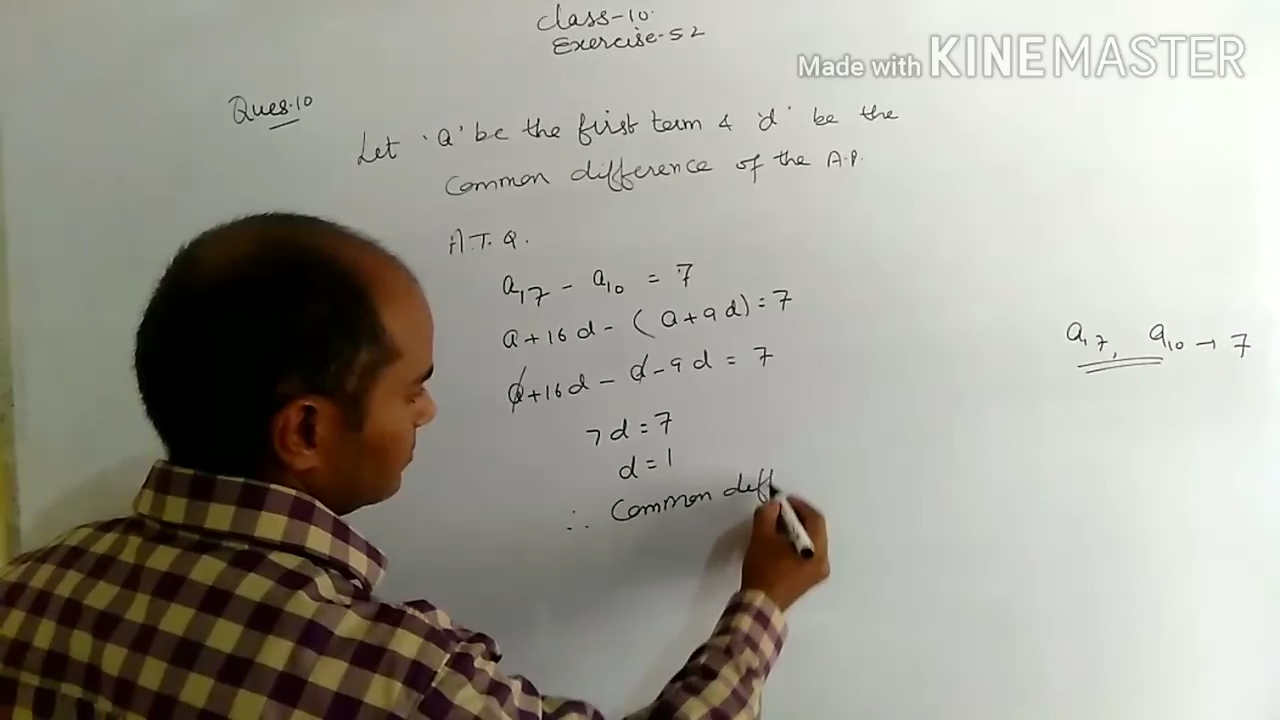 Class-10.
Exercise-5.2
Made with KINEMASTER
Ques.10
Let 'a' be the first term & 'd' be the
Common difference of the A.P.
A.T.Q.
a17 - a10 = 7
a+16d - (a+9d) = 7
a+16d - a - 9d = 7
7d = 7
d = 1
∴ Common diff
a17, a10 → 7